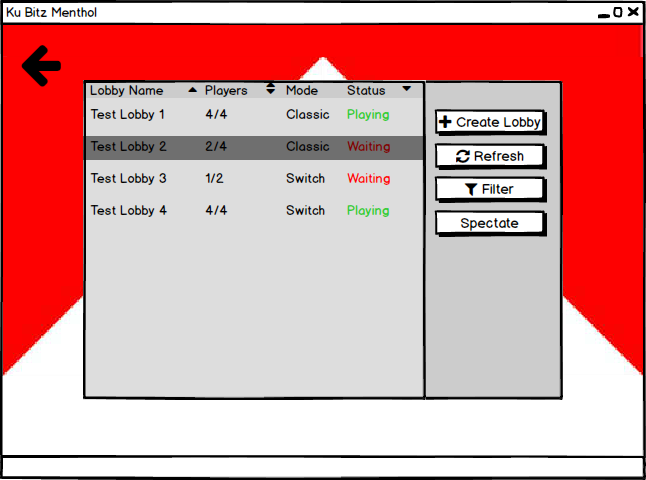 Ku Bitz Menthol
Lobby Name Players Mode Status
Test Lobby 1 4/4 Classic Playing
Test Lobby 2 2/4 Classic Waiting
Test Lobby 3 1/2 Switch Waiting
Test Lobby 4 4/4 Switch Playing
Create Lobby
Refresh
Filter
Spectate